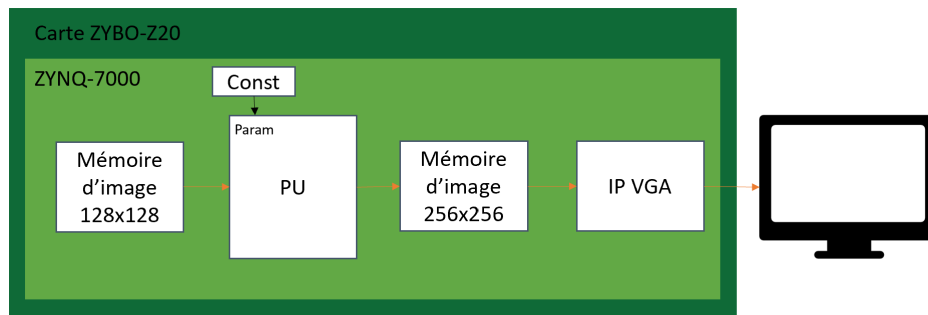 Carte ZYBO-Z20
ZYNQ-7000
Const
Param
Mémoire
d'image
128x128
PU
Mémoire
d'image
256x256
IP VGA